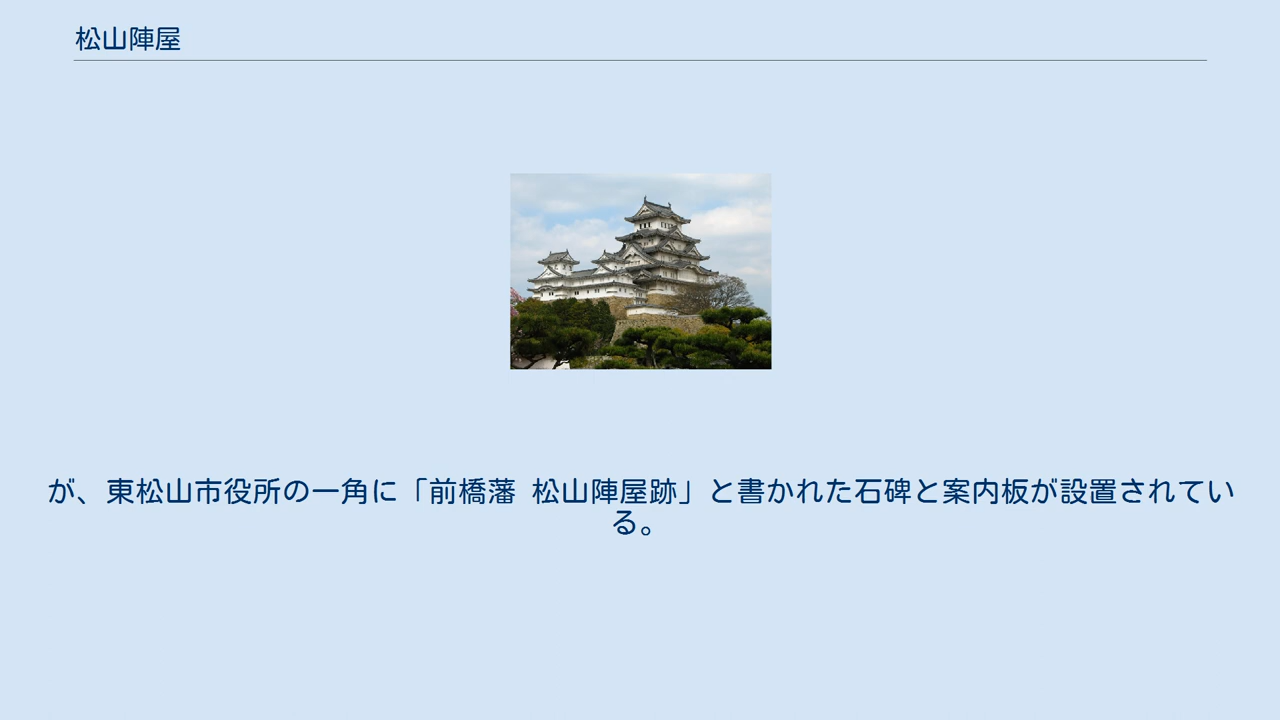 松山陣屋
が、東松山市役所の一角に「前橋藩 松山陣屋跡」と書かれた石碑と案内板が設置されてい
る。